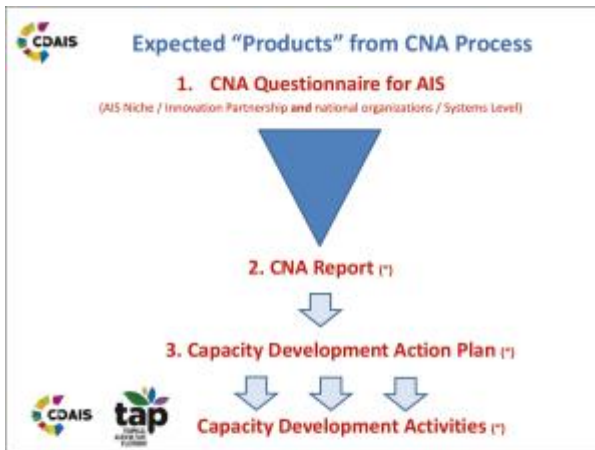 CDAIS
Expected “Products” from CNA Process
1. CNA Questionnaire for AIS
(AIS Niche / Innovation Partnership and national organizations / Systems Level)
2. CNA Report (*)
3. Capacity Development Action Plan (*)
CDAIS
tap
Capacity Development Activities (*)